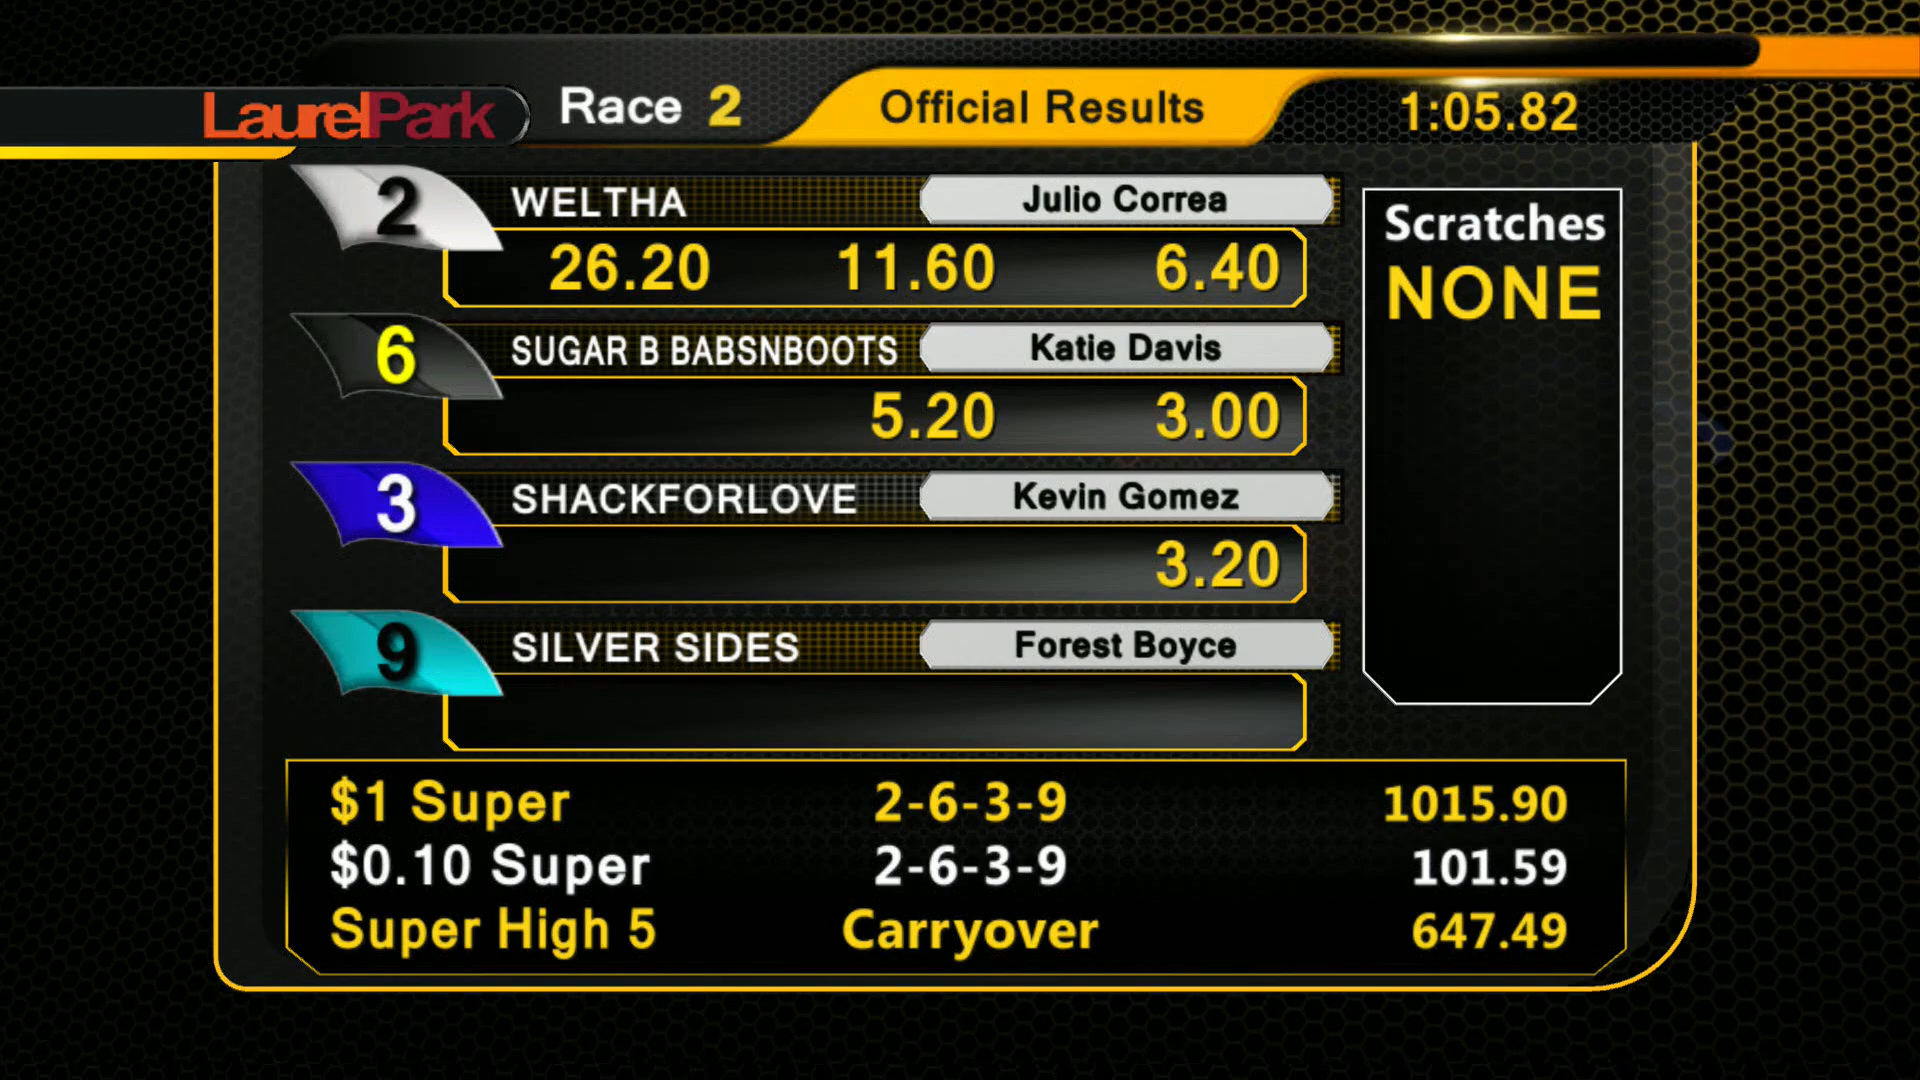 LaurelPark Race 2 Official Results 1:05.82
2 WELTHA Julio Correa
26.20 11.60 6.40
6 SUGAR B BABSNBOOTS Katie Davis
5.20 3.00
3 SHACKFORLOVE Kevin Gomez
3.20
9 SILVER SIDES Forest Boyce
Scratches
NONE
$1 Super 2-6-3-9 1015.90
$0.10 Super 2-6-3-9 101.59
Super High 5 Carryover 647.49